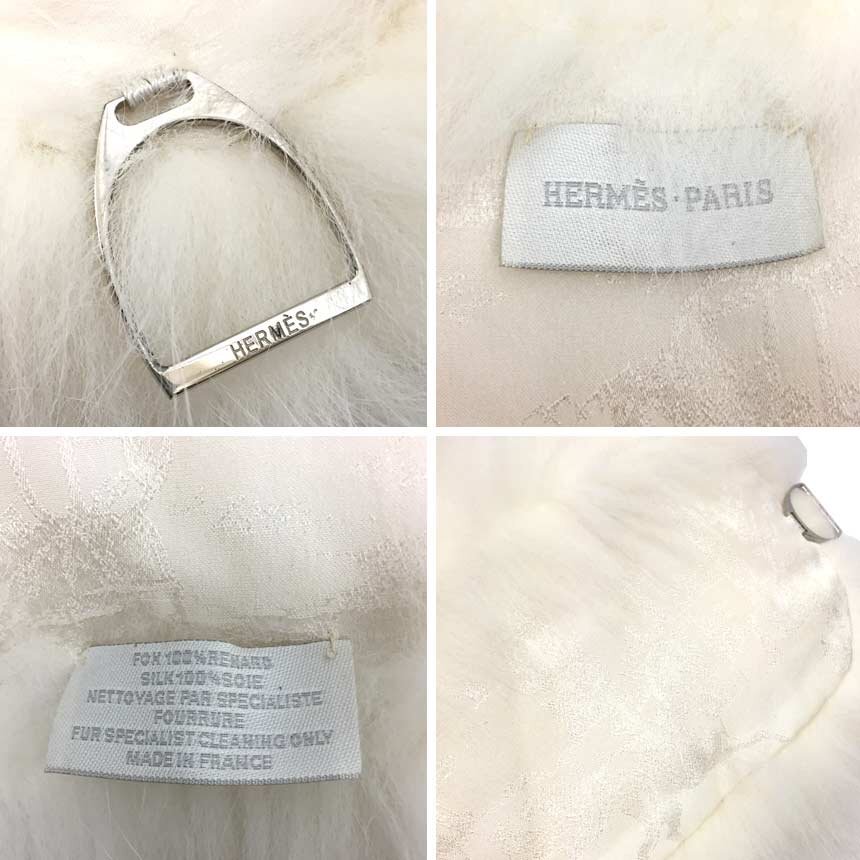 HERMÈS
HERMÈS·PARIS
FOX 100% RENARD
SILK 100% SOIE
NETTOYAGE PAR SPECIALISTE
FOURRURE
FUR SPECIALIST CLEANING ONLY
MADE IN FRANCE